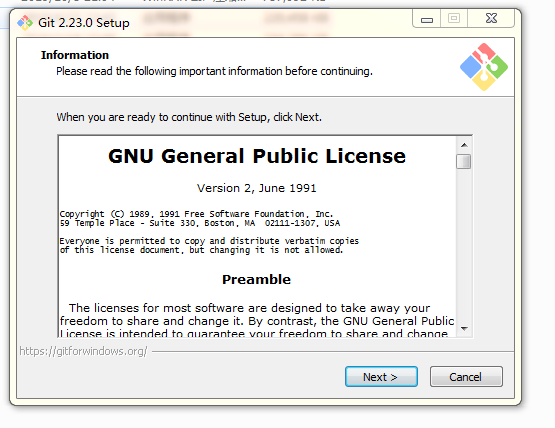 Git 2.23.0 Setup
Information
Please read the following important information before continuing.
When you are ready to continue with Setup, click Next.
GNU General Public License
Version 2, June 1991
Copyright (C) 1989, 1991 Free Software Foundation, Inc.
59 Temple Place - Suite 330, Boston, MA  02111-1307, USA
Everyone is permitted to copy and distribute verbatim copies
of this license document, but changing it is not allowed.
Preamble
The licenses for most software are designed to take away your
freedom to share and change it. By contrast, the GNU General Public
License is intended to guarantee your freedom to share and change
https://gitforwindows.org/
Next >
Cancel